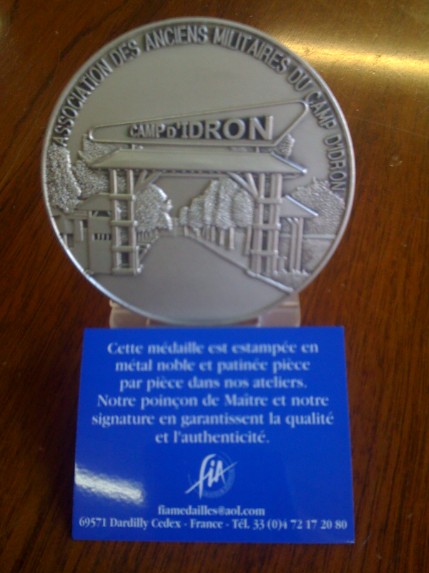 ASSOCIATION DES ANCIENS MILITAIRES DU CAMP D'IDRON
CAMP D'IDRON
Cette médaille est estampée en
métal noble et patinée pièce
par pièce dans nos ateliers.
Notre poinçon de Maître et notre
signature en garantissent la qualité
et l'authenticité.
fiA
fiamedailles@aol.com
69571 Dardilly Cedex - France - Tél. 33 (0)4 72 17 20 80